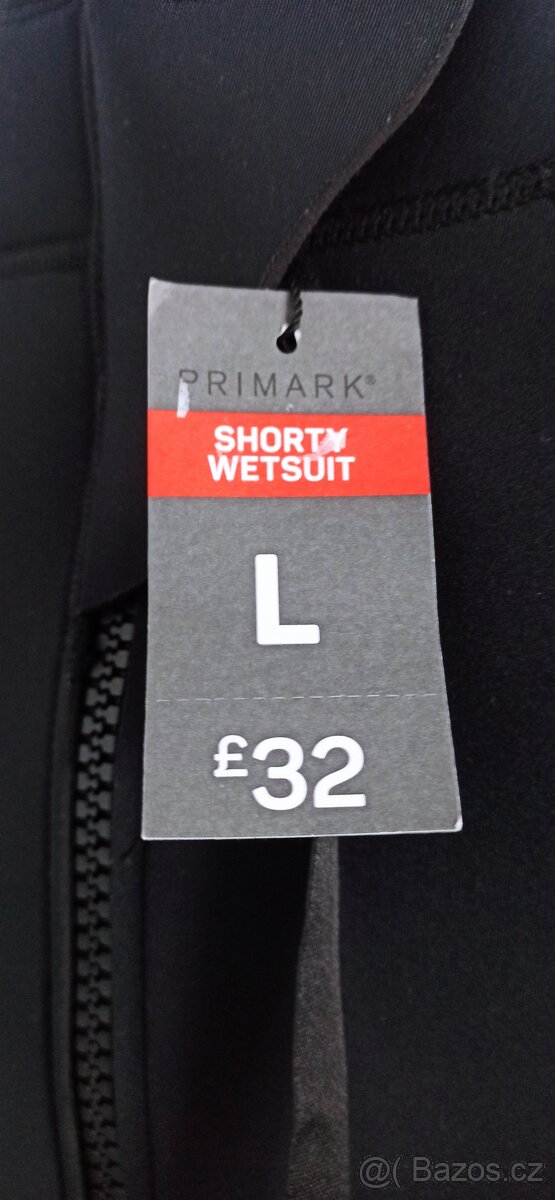 PRIMARK®
SHORTY
WETSUIT
L
£32
@( Bazos.cz